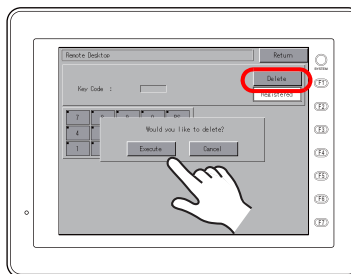 Remote Desktop Return
SYSTEM
Delete
F1
Key Code :
Registered
F2
7
Would you like to delete?
F3
4
Execute Cancel
F4
1
F5
F6
F7